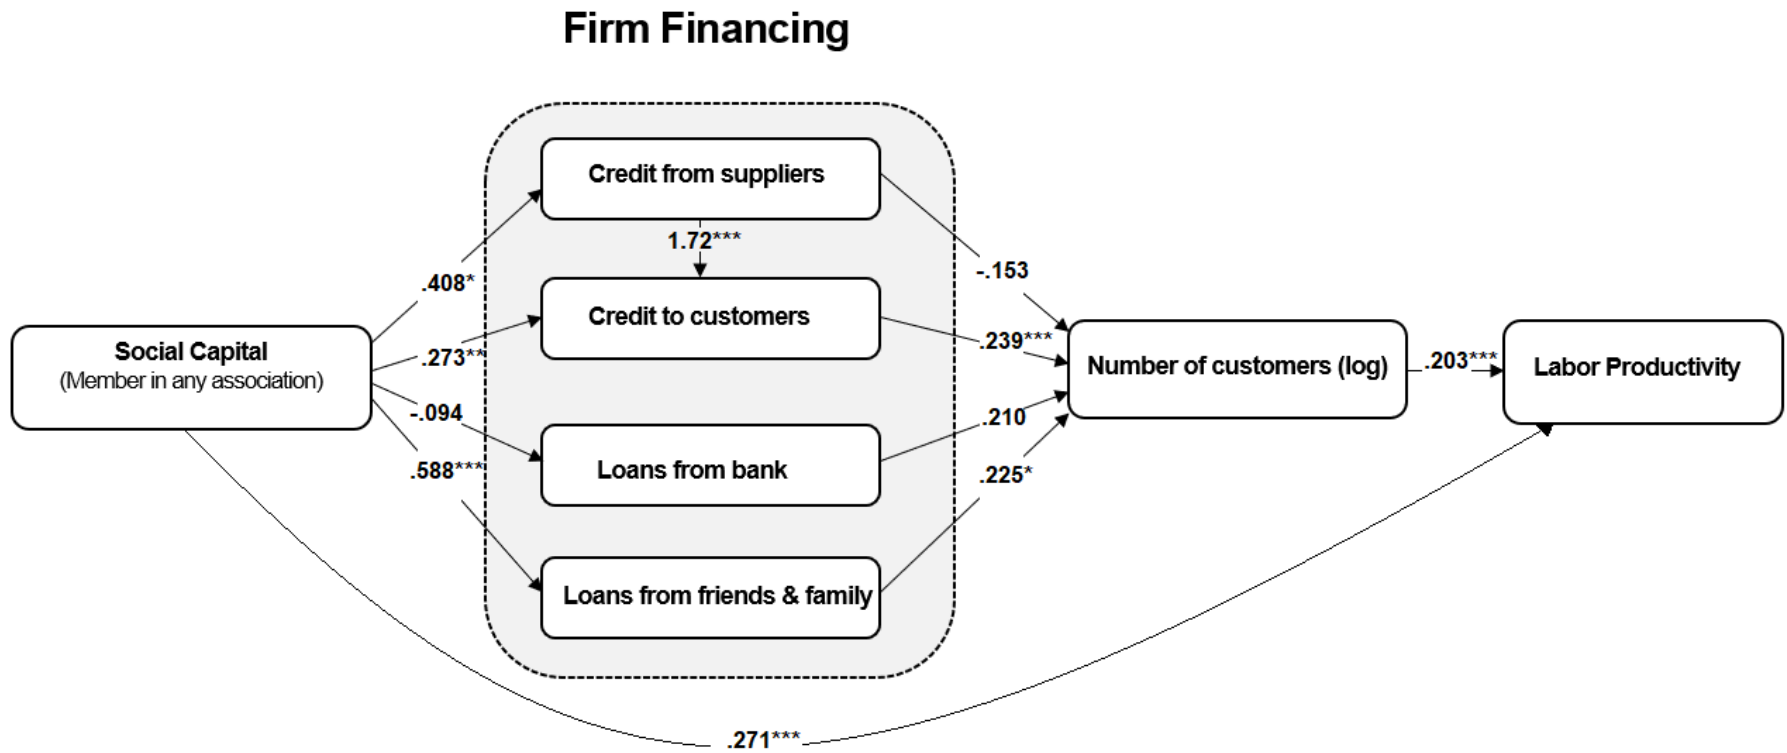 Firm Financing
Credit from suppliers
1.72***
.408*
-.153
Credit to customers
.273**
.239***
Social Capital
(Member in any association)
Number of customers (log)
.203***
Labor Productivity
-.094
.210
Loans from bank
.588***
.225*
Loans from friends & family
.271***